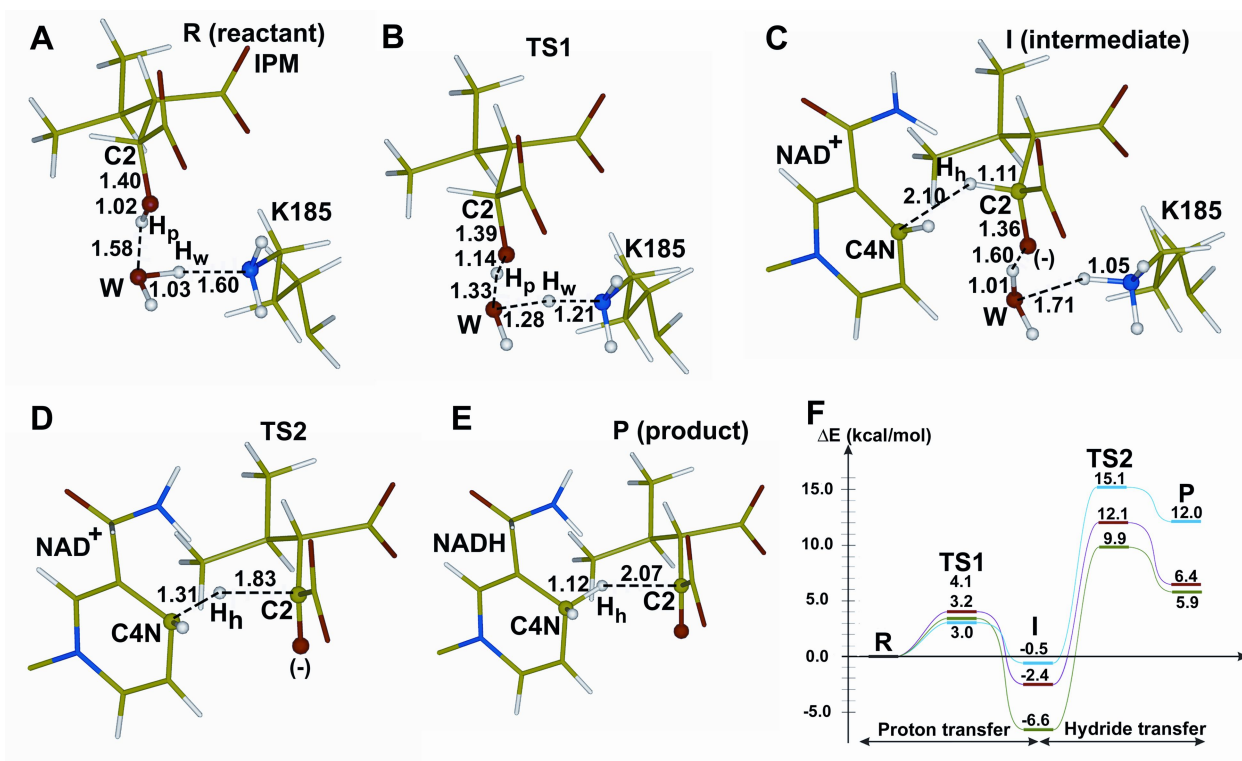 A
R (reactant)
IPM
C2
1.40
1.02
Hp
1.58
Hw
K185
W
1.03
1.60
B
TS1
C2
1.39
1.14
Hp
Hw
K185
1.33
W
1.28
1.21
C
I (intermediate)
NAD+
Hh
1.11
2.10
C2
K185
C4N
1.36
(-)
1.60
1.05
1.01
W
1.71
D
TS2
NAD+
1.31
1.83
C2
Hh
C4N
(-)
E
P (product)
NADH
1.12
2.07
C2
C4N
Hh
F
ΔE (kcal/mol)
TS2
15.1
15.0
P
12.1
12.0
10.0
9.9
TS1
4.1
6.4
5.0
3.2
5.9
3.0
I
R
0.0
-0.5
-2.4
-5.0
-6.6
Proton transfer
Hydride transfer